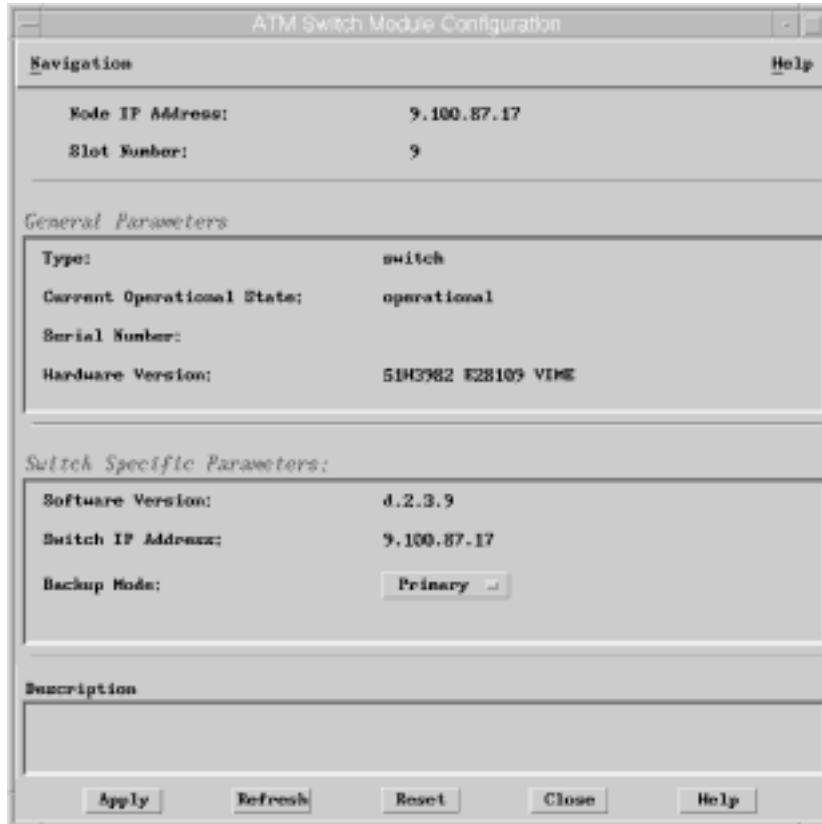 ATM Switch Module Configuration
Navigation Help
Node IP Address: 9.100.87.17
Slot Number: 9
General Parameters
Type: switch
Current Operational State: operational
Serial Number:
Hardware Version: 51H3982 E28109 VIME
Switch Specific Parameters:
Software Version: d.2.3.9
Switch IP Address: 9.100.87.17
Backup Mode: Primary
Description
Apply Refresh Reset Close Help